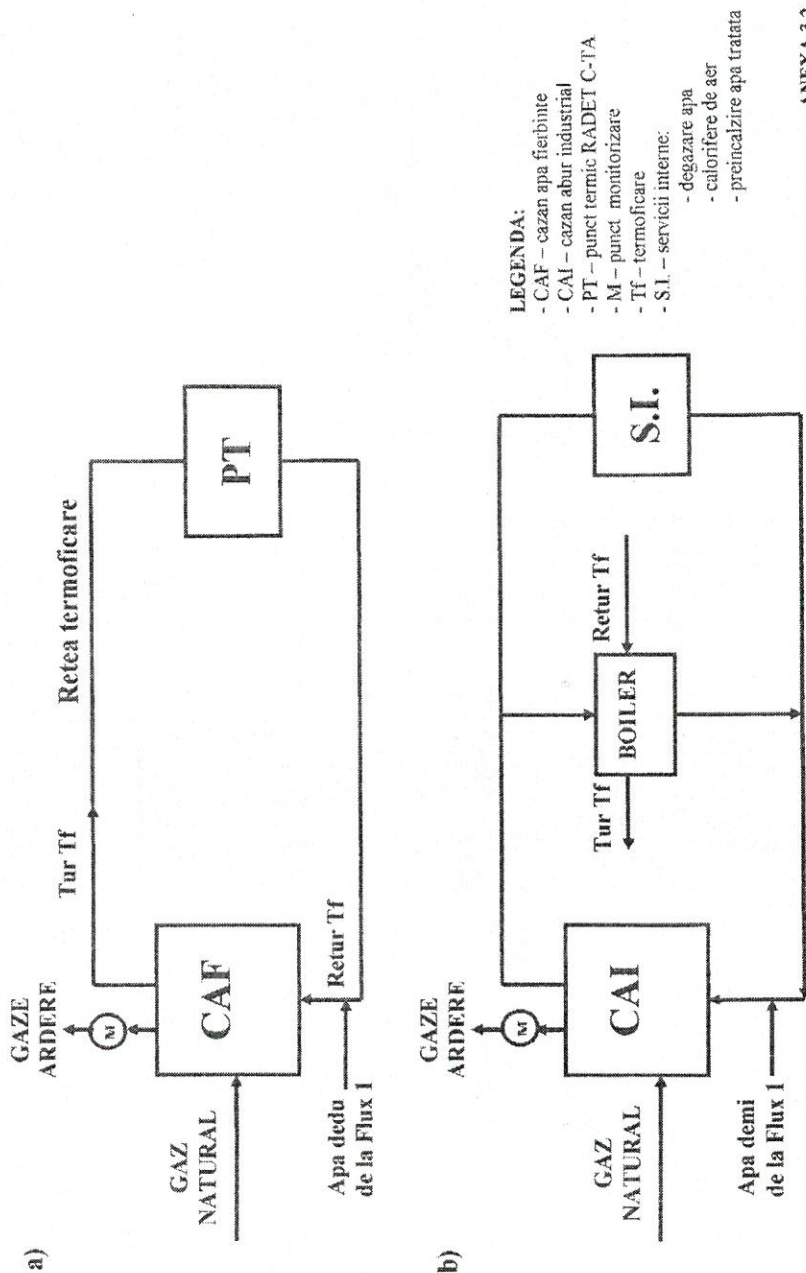 a)
GAZE
ARDERE
M
Tur Tf
Retea termoficare
GAZ
NATURAL
CAF
PT
Retur Tf
Apa dedu
de la Flux 1
b)
GAZE
ARDERE
M
GAZ
NATURAL
CAI
Tur Tf
BOILER
Retur Tf
S.I.
Apa demi
de la Flux 1
LEGENDA:
- CAF – cazan apa fierbinte
- CAI – cazan abur industrial
- PT – punct termic RADET C-TA
- M – punct monitorizare
- Tf – termoficare
- S.I. – servicii interne:
- degazare apa
- calorifere de aer
- preincalzire apa tratata